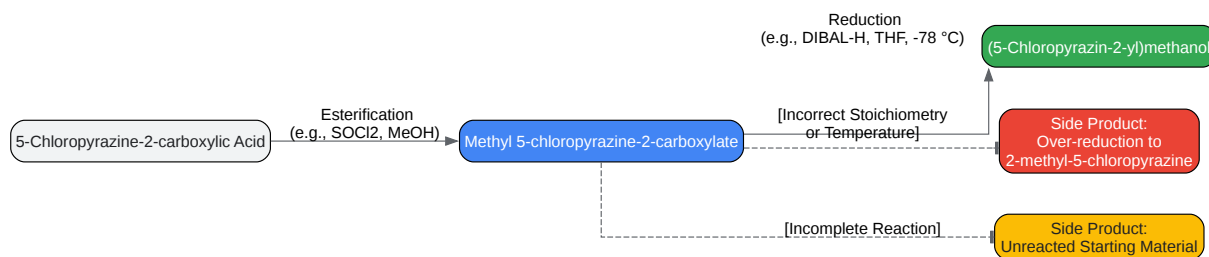 Reduction
(e.g., DIBAL-H, THF, -78 °C)
(5-Chloropyrazin-2-yl)methanol
Esterification
(e.g., SOCl2, MeOH)
[Incorrect Stoichiometry
or Temperature]
5-Chloropyrazine-2-carboxylic Acid
Methyl 5-chloropyrazine-2-carboxylate
Side Product:
Over-reduction to
2-methyl-5-chloropyrazine
[Incomplete Reaction]
Side Product:
Unreacted Starting Material